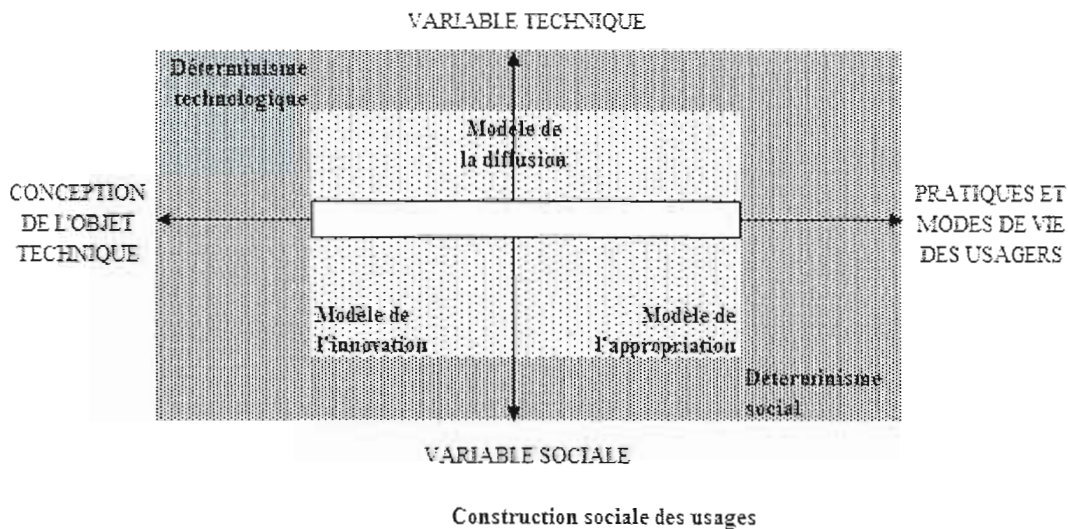 VARIABLE TECHNIQUE
Déterminisme
technologique
Modèle de
la diffusion
CONCEPTION
DE L'OBJET
TECHNIQUE
PRATIQUES ET
MODES DE VIE
DES USAGERS
Modèle de
l'innovation
Modèle de
l'appropriation
Déterminisme
social
VARIABLE SOCIALE
Construction sociale des usages